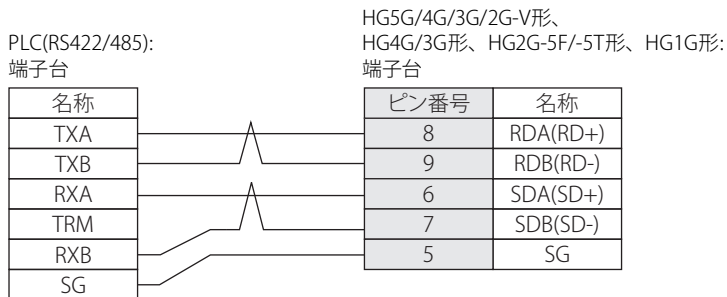 HG5G/4G/3G/2G-V形、
PLC(RS422/485):
HG4G/3G形、HG2G-5F/-5T形、HG1G形:
端子台
端子台
名称
ピン番号 名称
TXA 8 RDA(RD+)
TXB 9 RDB(RD-)
RXA 6 SDA(SD+)
TRM 7 SDB(SD-)
RXB 5 SG
SG